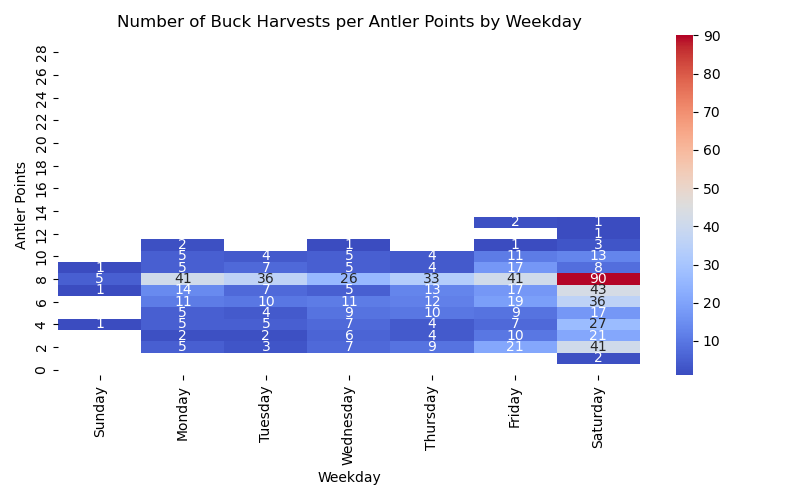 Number of Buck Harvests per Antler Points by Weekday
Antler Points
28
26
24
22
20
18
16
14
2 1
12 1
2 1 1 3
10 5 4 5 4 11 13
1 5 7 5 4 17 8
8 5 41 36 26 33 41 90
1 14 7 5 13 17 43
6 11 10 11 12 19 36
5 4 9 10 9 17
4 1 5 5 7 4 7 27
2 2 6 4 10 21
2 5 3 7 9 21 41
2
0
Sunday
Monday
Tuesday
Wednesday
Thursday
Friday
Saturday
Weekday
90
80
70
60
50
40
30
20
10